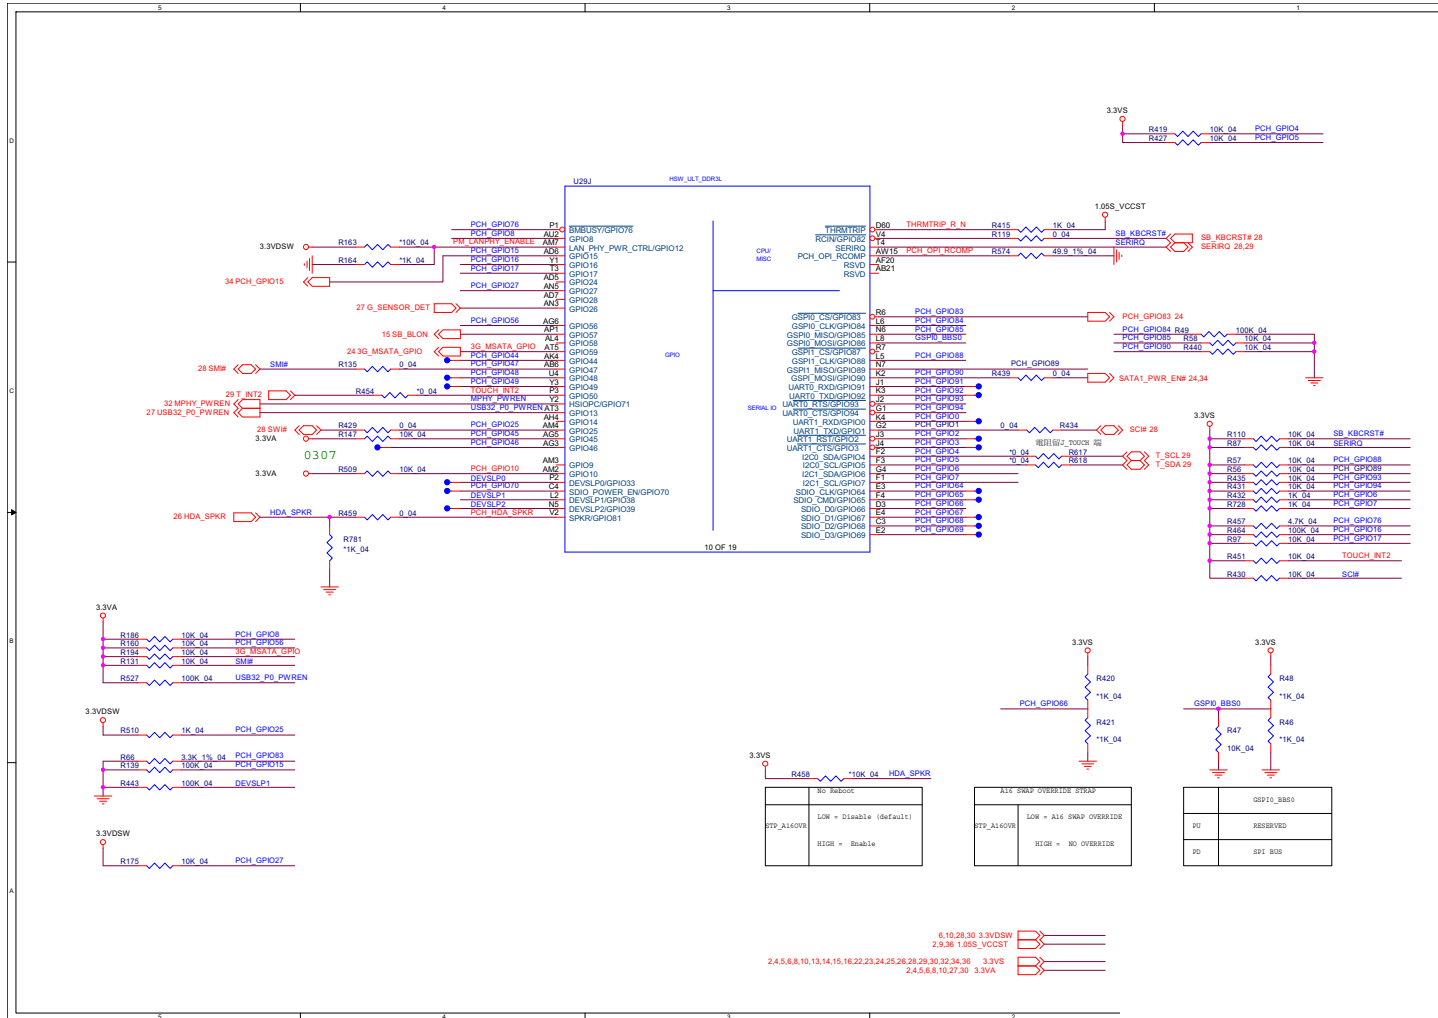 5 4 3 2 1
D
C
B
A
3.3VS
R419 10K_04 PCH_GPIO4
R427 10K_04 PCH_GPIO5
U29J HSW_ULT_DDR3L
PCH_GPIO76 P1 BMBUSY/GPIO76
PCH_GPIO8 AU2 GPIO8
PM_LANPHY_ENABLE AM7 LAN_PHY_PWR_CTRL/GPIO12
PCH_GPIO15 AD6 GPIO15
PCH_GPIO16 Y1 GPIO16
PCH_GPIO17 T3 GPIO17
AD5 GPIO24
PCH_GPIO27 AN5 GPIO27
AD7 GPIO28
AN3 GPIO26
PCH_GPIO56 AG6 GPIO56
AP1 GPIO57
AL4 GPIO58
3G_MSATA_GPIO AT5 GPIO59
PCH_GPIO44 AK4 GPIO44
PCH_GPIO47 AB6 GPIO47
PCH_GPIO48 U4 GPIO48
PCH_GPIO49 Y3 GPIO49
TOUCH_INT2 P3 GPIO50
MPHY_PWREN Y2 HSIOPC/GPIO71
USB32_P0_PWREN AT3 GPIO13
AH4 GPIO14
PCH_GPIO25 AM4 GPIO25
PCH_GPIO45 AG5 GPIO45
PCH_GPIO46 AG3 GPIO46
AM3 GPIO9
PCH_GPIO10 AM2 GPIO10
DEVSLP0 P2 DEVSLP0/GPIO33
PCH_GPIO70 C4 SDIO_POWER_EN/GPIO70
DEVSLP1 L2 DEVSLP1/GPIO38
DEVSLP2 N5 DEVSLP2/GPIO39
PCH_HDA_SPKR V2 SPKR/GPIO81
3.3VDSW R163 *10K_04
R164 *1K_04
34 PCH_GPIO15
27 G_SENSOR_DET
15 SB_BLON
24 3G_MSATA_GPIO
28 SMI# SMI# R135 0_04
29 T_INT2 R454 *0_04
32 MPHY_PWREN
27 USB32_P0_PWREN
28 SWI# R429 0_04
3.3VA R147 10K_04
0307
3.3VA R509 10K_04
26 HDA_SPKR HDA_SPKR R459 0_04
R781
*1K_04
CPU/
MISC
GPIO
SERIAL IO
10 OF 19
THRMTRIP D60 THRMTRIP_R_N R415 1K_04 1.05S_VCCST
RCIN/GPIO82 V4 R119 0_04 SB_KBCRST# SB_KBCRST# 28
SERIRQ T4 SERIRQ SERIRQ 28,29
PCH_OPI_RCOMP AW15 PCH_OPI_RCOMP R574 49.9_1%_04
RSVD AF20
RSVD AB21
GSPI0_CS/GPIO83 R6 PCH_GPIO83 PCH_GPIO83 24
GSPI0_CLK/GPIO84 L6 PCH_GPIO84
GSPI0_MISO/GPIO85 N6 PCH_GPIO85
GSPI0_MOSI/GPIO86 L8 GSPI0_BBS0
GSPI1_CS/GPIO87 R7
GSPI1_CLK/GPIO88 L5 PCH_GPIO88
GSPI1_MISO/GPIO89 N7 PCH_GPIO89
GSPI_MOSI/GPIO90 K2 PCH_GPIO90 R439 0_04 SATA1_PWR_EN# 24,34
UART0_RXD/GPIO91 J1 PCH_GPIO91
UART0_TXD/GPIO92 K3 PCH_GPIO92
UART0_RTS/GPIO93 J2 PCH_GPIO93
UART0_CTS/GPIO94 G1 PCH_GPIO94
UART1_RXD/GPIO0 K4 PCH_GPIO0
UART1_TXD/GPIO1 G2 PCH_GPIO1 0_04 R434 SCI# 28
UART1_RST/GPIO2 J3 PCH_GPIO2
UART1_CTS/GPIO3 J4 PCH_GPIO3 電阻留J_TOUCH 端
I2C0_SDA/GPIO4 F2 PCH_GPIO4 *0_04 R617 T_SCL 29
I2C0_SCL/GPIO5 F3 PCH_GPIO5 *0_04 R618 T_SDA 29
I2C1_SDA/GPIO6 G4 PCH_GPIO6
I2C1_SCL/GPIO7 F1 PCH_GPIO7
SDIO_CLK/GPIO64 E3 PCH_GPIO64
SDIO_CMD/GPIO65 F4 PCH_GPIO65
SDIO_D0/GPIO66 D3 PCH_GPIO66
SDIO_D1/GPIO67 E4 PCH_GPIO67
SDIO_D2/GPIO68 C3 PCH_GPIO68
SDIO_D3/GPIO69 E2 PCH_GPIO69
PCH_GPIO84 R49 100K_04
PCH_GPIO85 R58 10K_04
PCH_GPIO90 R440 10K_04
3.3VS
R110 10K_04 SB_KBCRST#
R87 10K_04 SERIRQ
R57 10K_04 PCH_GPIO88
R56 10K_04 PCH_GPIO89
R435 10K_04 PCH_GPIO93
R431 10K_04 PCH_GPIO94
R432 1K_04 PCH_GPIO6
R728 1K_04 PCH_GPIO7
R457 4.7K_04 PCH_GPIO76
R464 100K_04 PCH_GPIO16
R97 10K_04 PCH_GPIO17
R451 10K_04 TOUCH_INT2
R430 10K_04 SCI#
3.3VA
R186 10K_04 PCH_GPIO8
R160 10K_04 PCH_GPIO56
R194 10K_04 3G_MSATA_GPIO
R131 10K_04 SMI#
R527 100K_04 USB32_P0_PWREN
3.3VDSW
R510 1K_04 PCH_GPIO25
R66 3.3K_1%_04 PCH_GPIO83
R139 100K_04 PCH_GPIO15
R443 100K_04 DEVSLP1
3.3VDSW
R175 10K_04 PCH_GPIO27
3.3VS
R420
*1K_04
PCH_GPIO66
R421
*1K_04
3.3VS
R48
*1K_04
GSPI0_BBS0
R47
10K_04
R46
*1K_04
3.3VS
R458 *10K_04 HDA_SPKR
No Reboot
STP_A16OVR
LOW = Disable (default)
HIGH = Enable
A16 SWAP OVERRIDE STRAP
STP_A16OVR
LOW = A16 SWAP OVERRIDE
HIGH = NO OVERRIDE
GSPI0_BBS0
PU RESERVED
PD SPI BUS
6,10,28,30 3.3VDSW
2,9,36 1.05S_VCCST
2,4,5,6,8,10,13,14,15,16,22,23,24,25,26,28,29,30,32,34,36 3.3VS
2,4,5,6,8,10,27,30 3.3VA
5 4 3 2